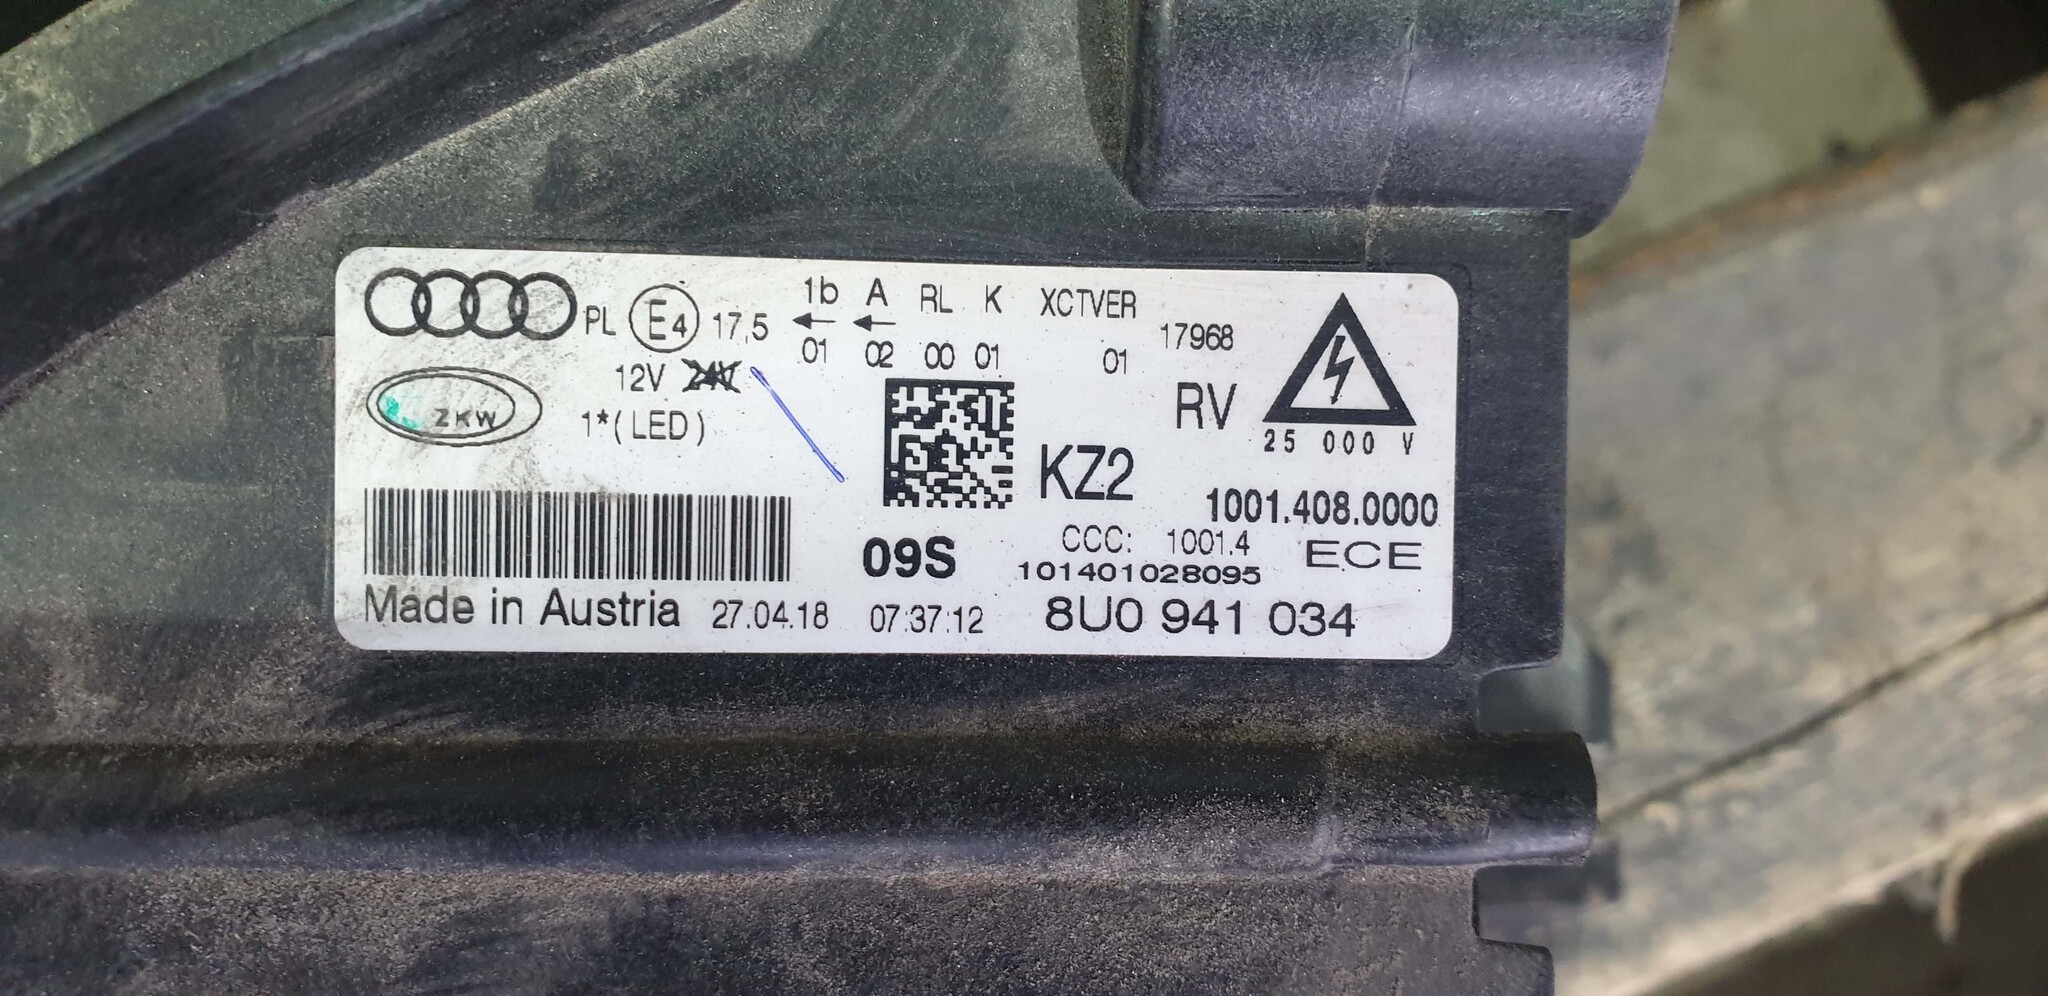 PL E4 17,5 1b A RL K XCTVER
01 02 00 01 01 17968
12V 24V
ZKW 1*(LED) RV
25 000 V
KZ2
1001.408.0000
09S CCC: 1001.4 ECE
101401028095
Made in Austria 27.04.18 07:37:12 8U0 941 034